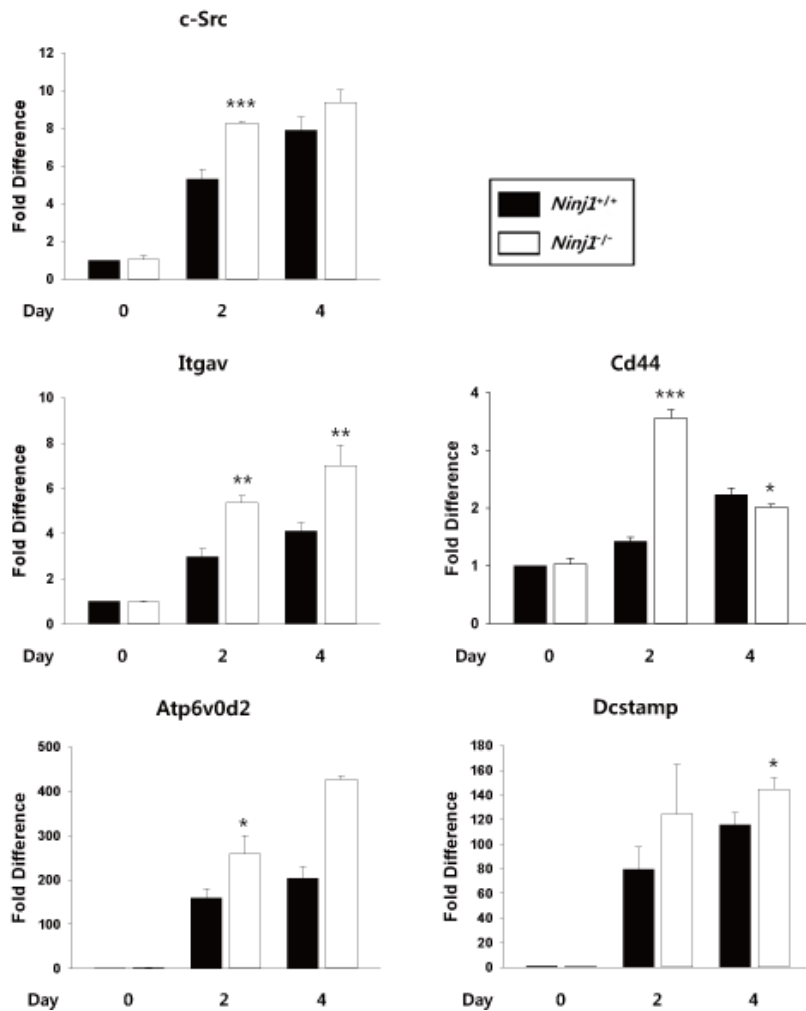 c-Src
Fold Difference
12
10
8
6
4
2
0
***
Day 0 2 4
Ninj1+/+
Ninj1-/-
Itgav
Fold Difference
10
8
6
4
2
0
**
**
Day 0 2 4
Cd44
Fold Difference
4
3
2
1
0
***
*
Day 0 2 4
Atp6v0d2
Fold Difference
500
400
300
200
100
0
*
Day 0 2 4
Dcstamp
Fold Difference
180
160
140
120
100
80
60
40
20
0
*
Day 0 2 4